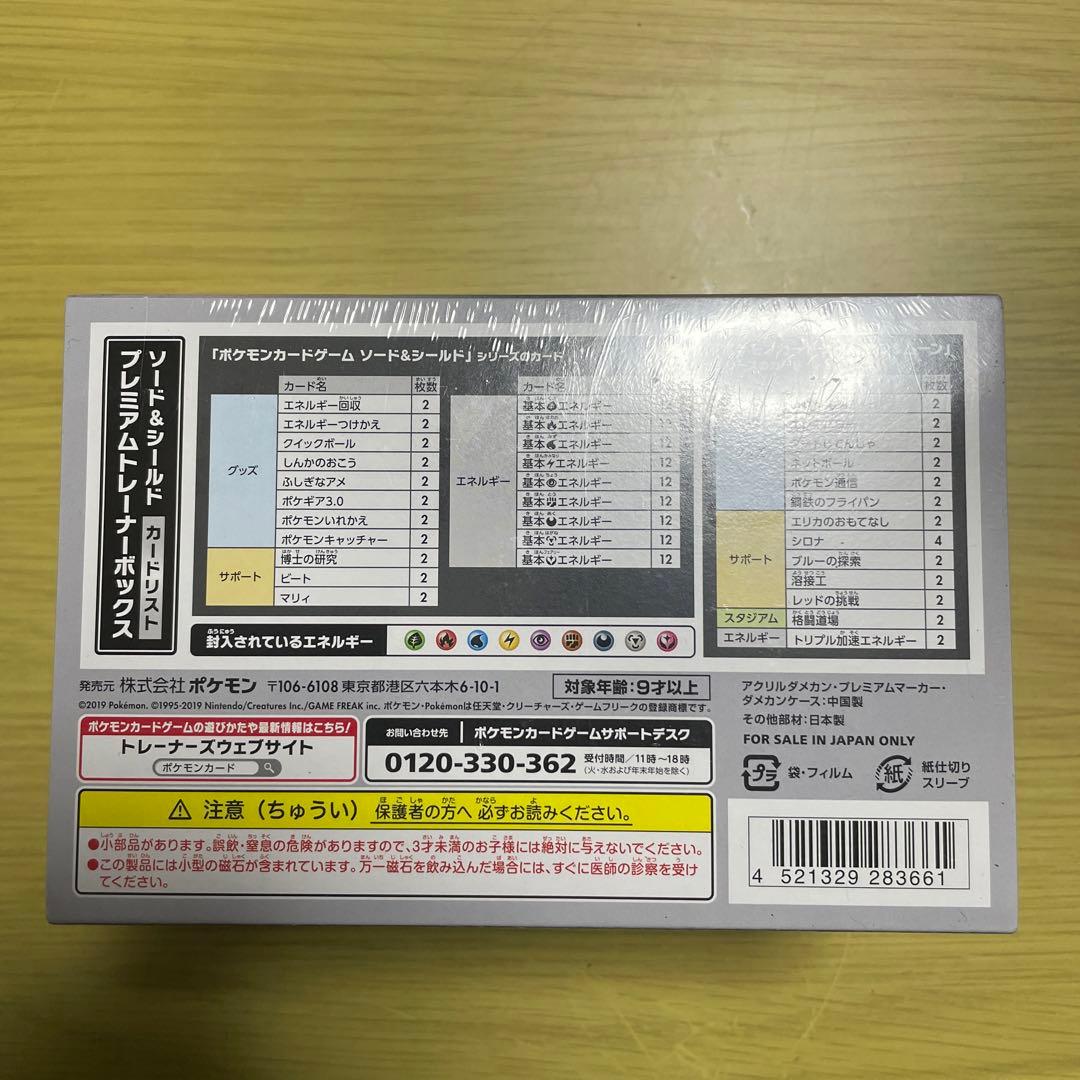 ソード&シールド
プレミアムトレーナーボックス
カードリスト
「ポケモンカードゲーム ソード&シールド」シリーズのカード
カード名 枚数
グッズ
エネルギー回収 2
エネルギーつけかえ 2
クイックボール 2
しんかのおこう 2
ふしぎなアメ 2
ポケギア3.0 2
ポケモンいれかえ 2
ポケモンキャッチャー 2
サポート
博士の研究 2
ビート 2
マリィ 2
カード名
エネルギー
基本エネルギー
基本エネルギー
基本エネルギー
基本エネルギー 12
基本エネルギー 12
基本エネルギー 12
基本エネルギー 12
基本エネルギー 12
基本エネルギー 12
枚数
2
2
2
ネットボール 2
ポケモン通信 2
鋼鉄のフライパン 2
サポート
エリカのおもてなし 2
シロナ 4
ブルーの探索 2
溶接工 2
レッドの挑戦 2
スタジアム 格闘道場 2
エネルギー トリプル加速エネルギー 2
封入されているエネルギー
発売元 株式会社ポケモン 〒106-6108 東京都港区六本木6-10-1
対象年齢:9才以上
©2019 Pokémon. ©1995-2019 Nintendo/Creatures Inc./GAME FREAK inc. ポケモン・Pokémonは任天堂・クリーチャーズ・ゲームフリークの登録商標です。
ポケモンカードゲームの遊びかたや最新情報はこちら!
トレーナーズウェブサイト
ポケモンカード
お問い合わせ先 ポケモンカードゲームサポートデスク
0120-330-362 受付時間/11時〜18時
(火・水および年末年始を除く)
注意(ちゅうい) 保護者の方へ 必ずお読みください。
●小部品があります。誤飲・窒息の危険がありますので、3才未満のお子様には絶対に与えないでください。
●この製品には小型の磁石が含まれています。万一磁石を飲み込んだ場合には、すぐに医師の診察を受け
てください。
アクリルダメカン・プレミアムマーカー・
ダメカンケース:中国製
その他部材:日本製
FOR SALE IN JAPAN ONLY
プラ 袋・フィルム
紙 紙仕切り
スリーブ
4 521329 283661